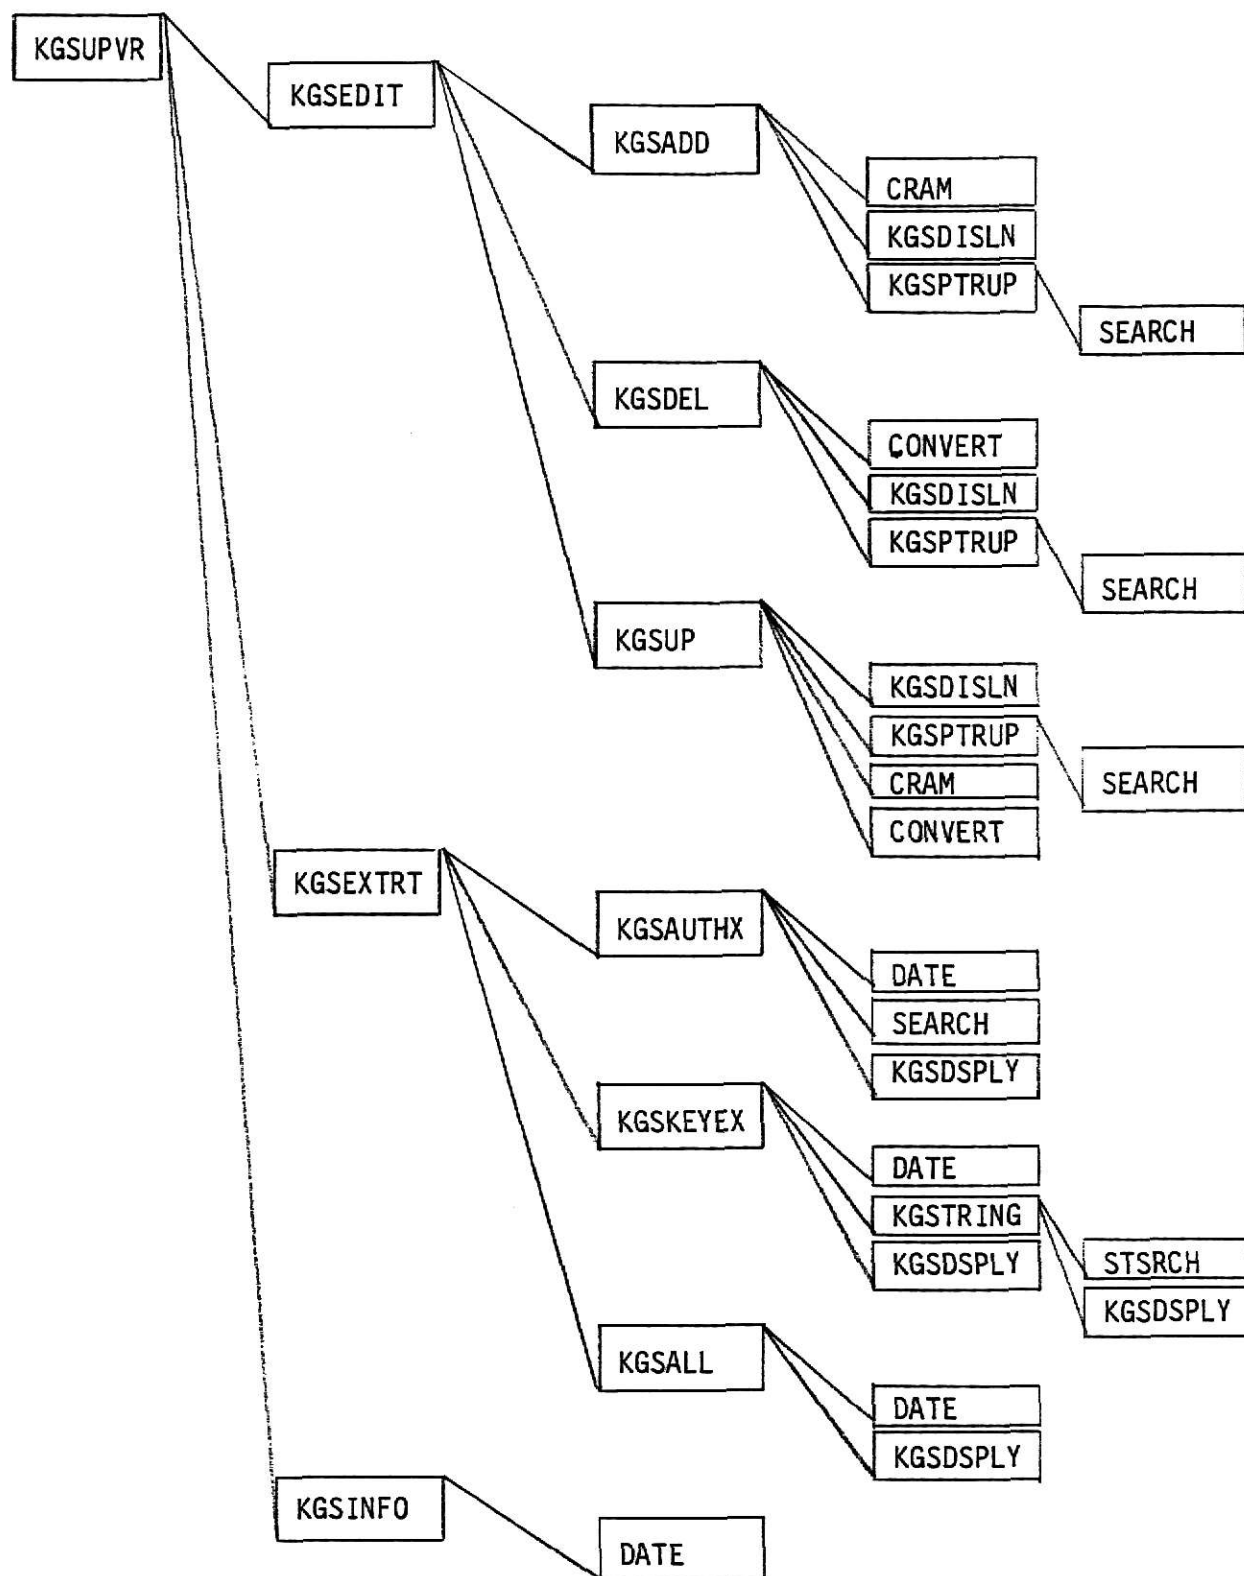 KGSUPVR
KGSEDIT
KGSADD
CRAM
KGSDISLN
KGSPTRUP
SEARCH
KGSDEL
CONVERT
KGSDISLN
KGSPTRUP
SEARCH
KGSUP
KGSDISLN
KGSPTRUP
CRAM
CONVERT
SEARCH
KGSEXTRT
KGSAUTHX
DATE
SEARCH
KGSDSPLY
KGSKEYEX
DATE
KGSTRING
KGSDSPLY
STSRCH
KGSDSPLY
KGSALL
DATE
KGSDSPLY
KGSINFO
DATE